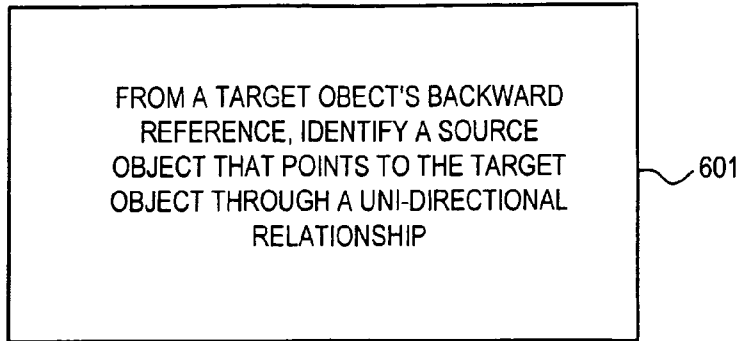 FROM A TARGET OBECT'S BACKWARD
REFERENCE, IDENTIFY A SOURCE
OBJECT THAT POINTS TO THE TARGET
OBJECT THROUGH A UNI-DIRECTIONAL
RELATIONSHIP
601